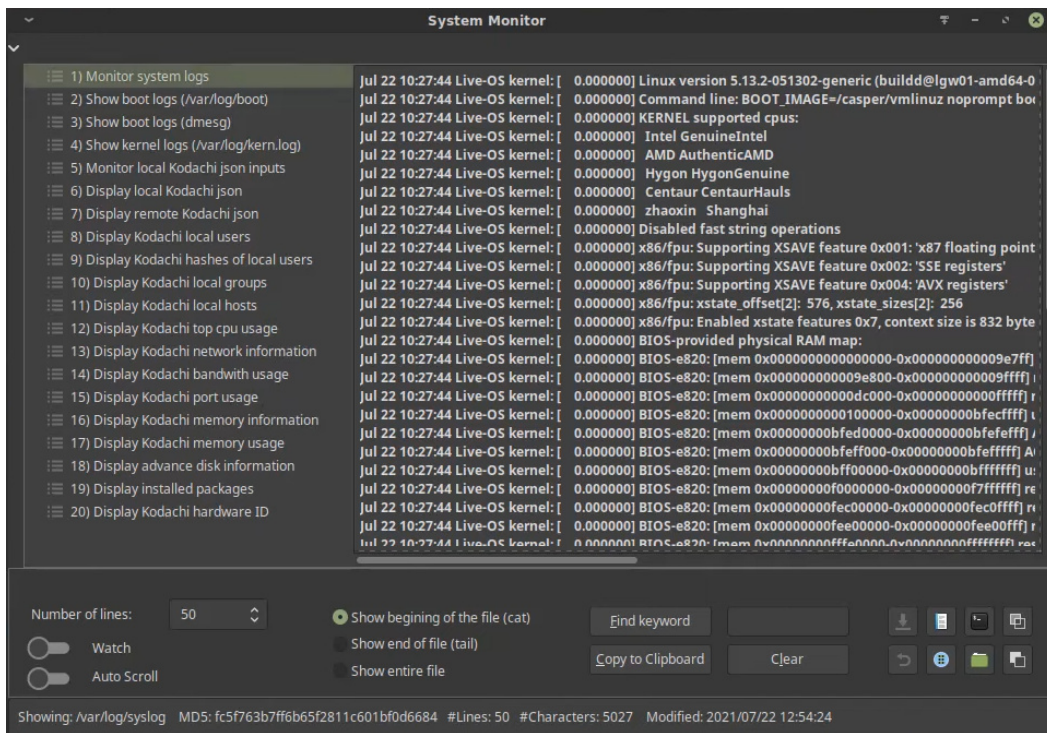 System Monitor
1) Monitor system logs
2) Show boot logs (/var/log/boot)
3) Show boot logs (dmesg)
4) Show kernel logs (/var/log/kern.log)
5) Monitor local Kodachi json inputs
6) Display local Kodachi json
7) Display remote Kodachi json
8) Display Kodachi local users
9) Display Kodachi hashes of local users
10) Display Kodachi local groups
11) Display Kodachi local hosts
12) Display Kodachi top cpu usage
13) Display Kodachi network information
14) Display Kodachi bandwith usage
15) Display Kodachi port usage
16) Display Kodachi memory information
17) Display Kodachi memory usage
18) Display advance disk information
19) Display installed packages
20) Display Kodachi hardware ID
Jul 22 10:27:44 Live-OS kernel: [ 0.000000] Linux version 5.13.2-051302-generic (buildd@lgw01-amd64-0
Jul 22 10:27:44 Live-OS kernel: [ 0.000000] Command line: BOOT_IMAGE=/casper/vmlinuz noprompt boo
Jul 22 10:27:44 Live-OS kernel: [ 0.000000] KERNEL supported cpus:
Jul 22 10:27:44 Live-OS kernel: [ 0.000000] Intel GenuineIntel
Jul 22 10:27:44 Live-OS kernel: [ 0.000000] AMD AuthenticAMD
Jul 22 10:27:44 Live-OS kernel: [ 0.000000] Hygon HygonGenuine
Jul 22 10:27:44 Live-OS kernel: [ 0.000000] Centaur CentaurHauls
Jul 22 10:27:44 Live-OS kernel: [ 0.000000] zhaoxin Shanghai
Jul 22 10:27:44 Live-OS kernel: [ 0.000000] Disabled fast string operations
Jul 22 10:27:44 Live-OS kernel: [ 0.000000] x86/fpu: Supporting XSAVE feature 0x001: 'x87 floating point
Jul 22 10:27:44 Live-OS kernel: [ 0.000000] x86/fpu: Supporting XSAVE feature 0x002: 'SSE registers'
Jul 22 10:27:44 Live-OS kernel: [ 0.000000] x86/fpu: Supporting XSAVE feature 0x004: 'AVX registers'
Jul 22 10:27:44 Live-OS kernel: [ 0.000000] x86/fpu: xstate_offset[2]: 576, xstate_sizes[2]: 256
Jul 22 10:27:44 Live-OS kernel: [ 0.000000] x86/fpu: Enabled xstate features 0x7, context size is 832 byte
Jul 22 10:27:44 Live-OS kernel: [ 0.000000] BIOS-provided physical RAM map:
Jul 22 10:27:44 Live-OS kernel: [ 0.000000] BIOS-e820: [mem 0x0000000000000000-0x000000000009e7ff]
Jul 22 10:27:44 Live-OS kernel: [ 0.000000] BIOS-e820: [mem 0x000000000009e800-0x000000000009ffff]
Jul 22 10:27:44 Live-OS kernel: [ 0.000000] BIOS-e820: [mem 0x00000000000dc000-0x00000000000fffff] r
Jul 22 10:27:44 Live-OS kernel: [ 0.000000] BIOS-e820: [mem 0x0000000000100000-0x00000000bfecffff] u
Jul 22 10:27:44 Live-OS kernel: [ 0.000000] BIOS-e820: [mem 0x00000000bfed0000-0x00000000bfefefff] A
Jul 22 10:27:44 Live-OS kernel: [ 0.000000] BIOS-e820: [mem 0x00000000bfeff000-0x00000000bfefffff] A
Jul 22 10:27:44 Live-OS kernel: [ 0.000000] BIOS-e820: [mem 0x00000000bff00000-0x00000000bfffffff] us
Jul 22 10:27:44 Live-OS kernel: [ 0.000000] BIOS-e820: [mem 0x00000000f0000000-0x00000000f7ffffff] re
Jul 22 10:27:44 Live-OS kernel: [ 0.000000] BIOS-e820: [mem 0x00000000fec00000-0x00000000fec0ffff] re
Jul 22 10:27:44 Live-OS kernel: [ 0.000000] BIOS-e820: [mem 0x00000000fee00000-0x00000000fee00fff] r
Jul 22 10:27:44 Live-OS kernel: [ 0.000000] BIOS-e820: [mem 0x00000000fffe0000-0x00000000ffffffff] res
Number of lines: 50
Watch
Auto Scroll
Show begining of the file (cat)
Show end of file (tail)
Show entire file
Find keyword
Copy to Clipboard
Clear
Showing: /var/log/syslog MD5: fc5f763b7ff6b65f2811c601bf0d6684 #Lines: 50 #Characters: 5027 Modified: 2021/07/22 12:54:24